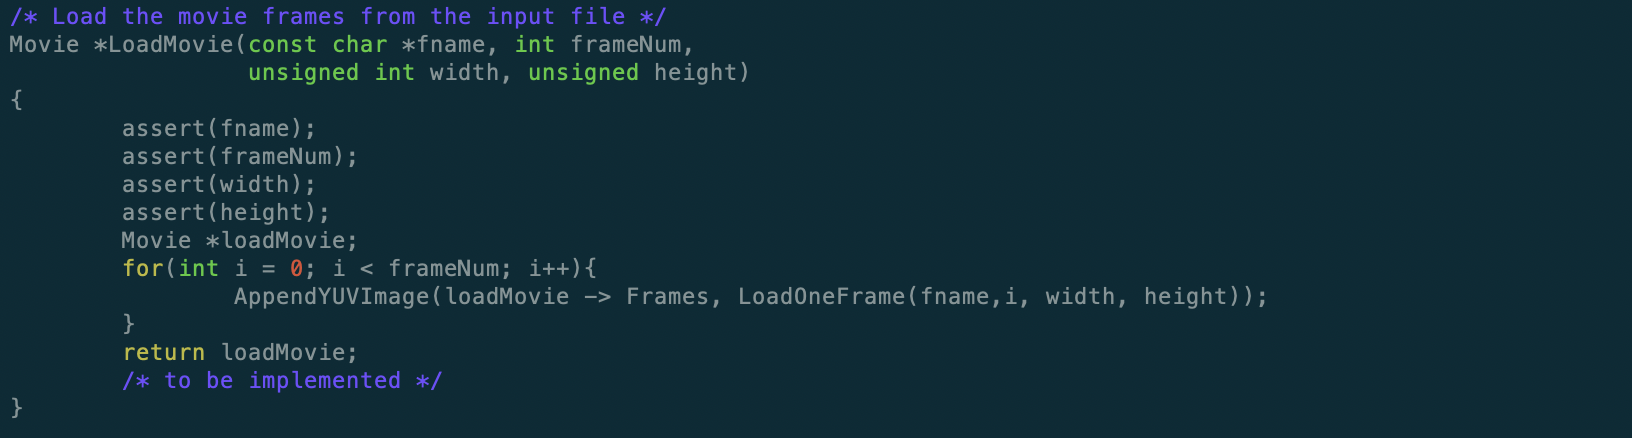 /* Load the movie frames from the input file */
Movie *LoadMovie(const char *fname, int frameNum,
                 unsigned int width, unsigned height)
{
        assert(fname);
        assert(frameNum);
        assert(width);
        assert(height);
        Movie *loadMovie;
        for(int i = 0; i < frameNum; i++){
                AppendYUVImage(loadMovie -> Frames, LoadOneFrame(fname,i, width, height));
        }
        return loadMovie;
        /* to be implemented */
}